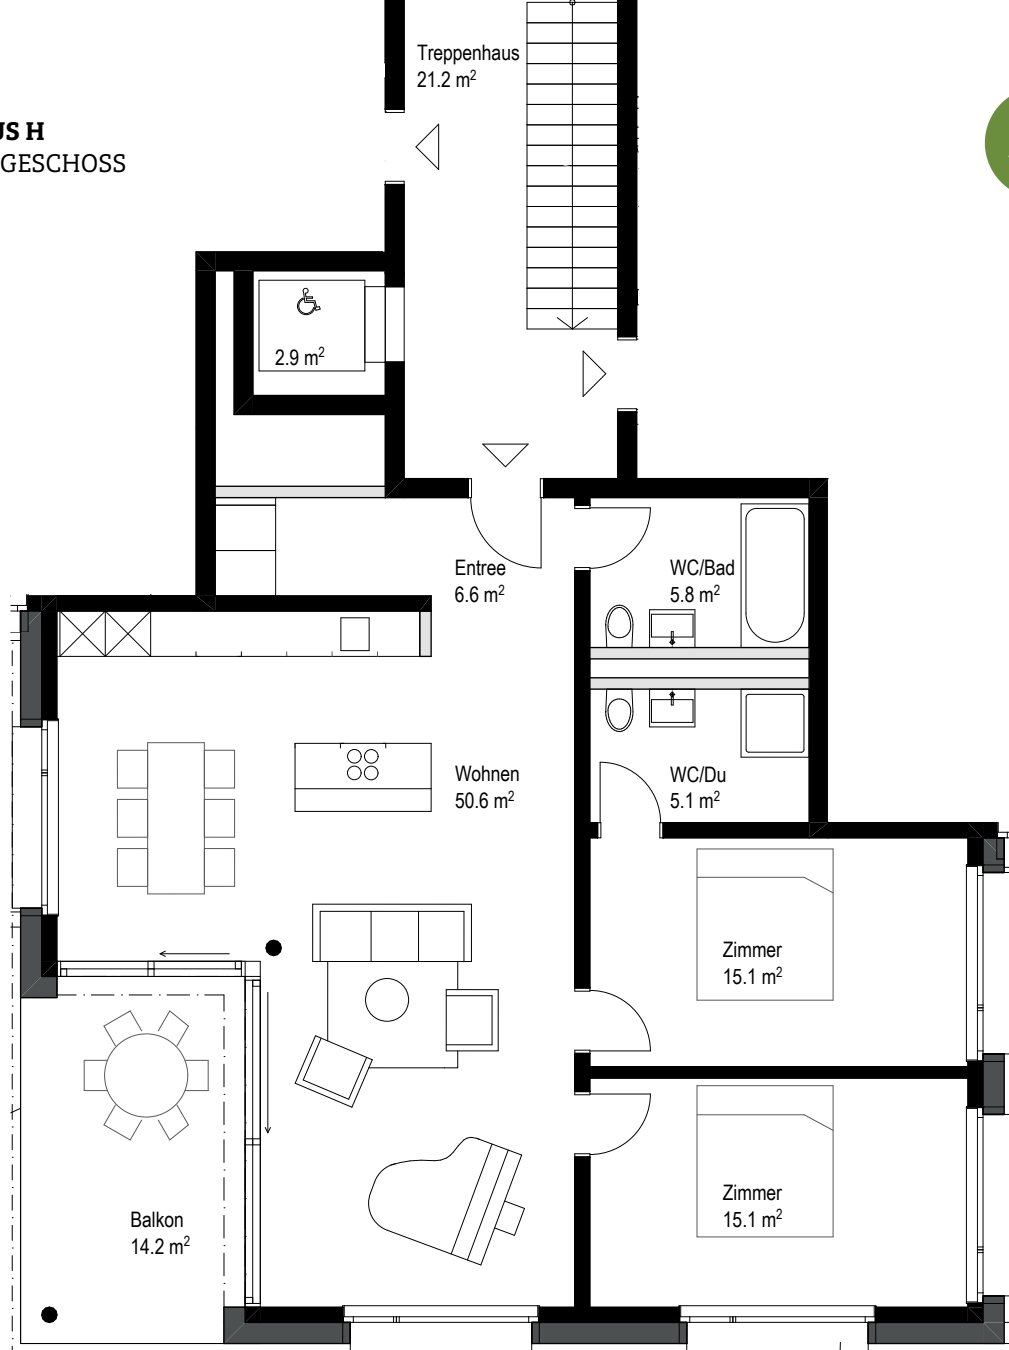 H
GESCHOSS
Treppenhaus
21.2 m²
2.9 m²
Entree
6.6 m²
WC/Bad
5.8 m²
Wohnen
50.6 m²
WC/Du
5.1 m²
Zimmer
15.1 m²
Zimmer
15.1 m²
Balkon
14.2 m²